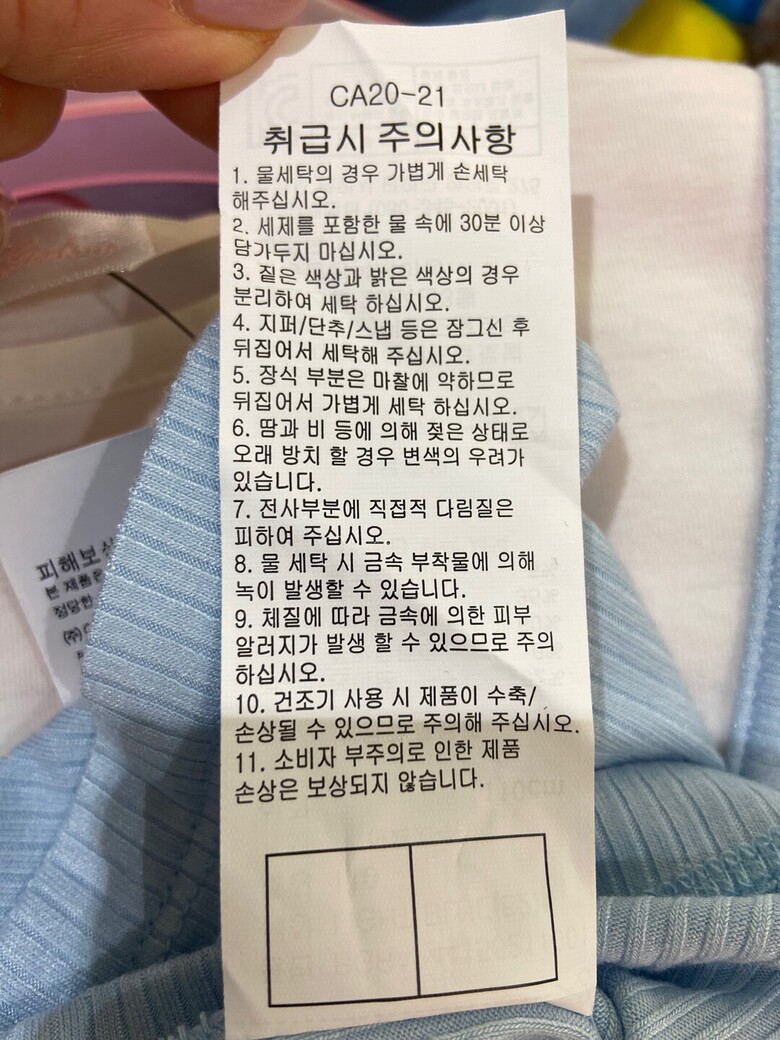 CA20-21
취급시 주의사항
1. 물세탁의 경우 가볍게 손세탁
해주십시오.
2. 세제를 포함한 물 속에 30분 이상
담가두지 마십시오.
3. 짙은 색상과 밝은 색상의 경우
분리하여 세탁 하십시오.
4. 지퍼/단추/스냅 등은 잠그신 후
뒤집어서 세탁해 주십시오.
5. 장식 부분은 마찰에 약하므로
뒤집어서 가볍게 세탁 하십시오.
6. 땀과 비 등에 의해 젖은 상태로
오래 방치 할 경우 변색의 우려가
있습니다.
7. 전사부분에 직접적 다림질은
피하여 주십시오.
8. 물 세탁 시 금속 부착물에 의해
녹이 발생할 수 있습니다.
9. 체질에 따라 금속에 의한 피부
알러지가 발생 할 수 있으므로 주의
하십시오.
10. 건조기 사용 시 제품이 수축/
손상될 수 있으므로 주의해 주십시오.
11. 소비자 부주의로 인한 제품
손상은 보상되지 않습니다.
피해보상
본 제품은
정당한
(주)